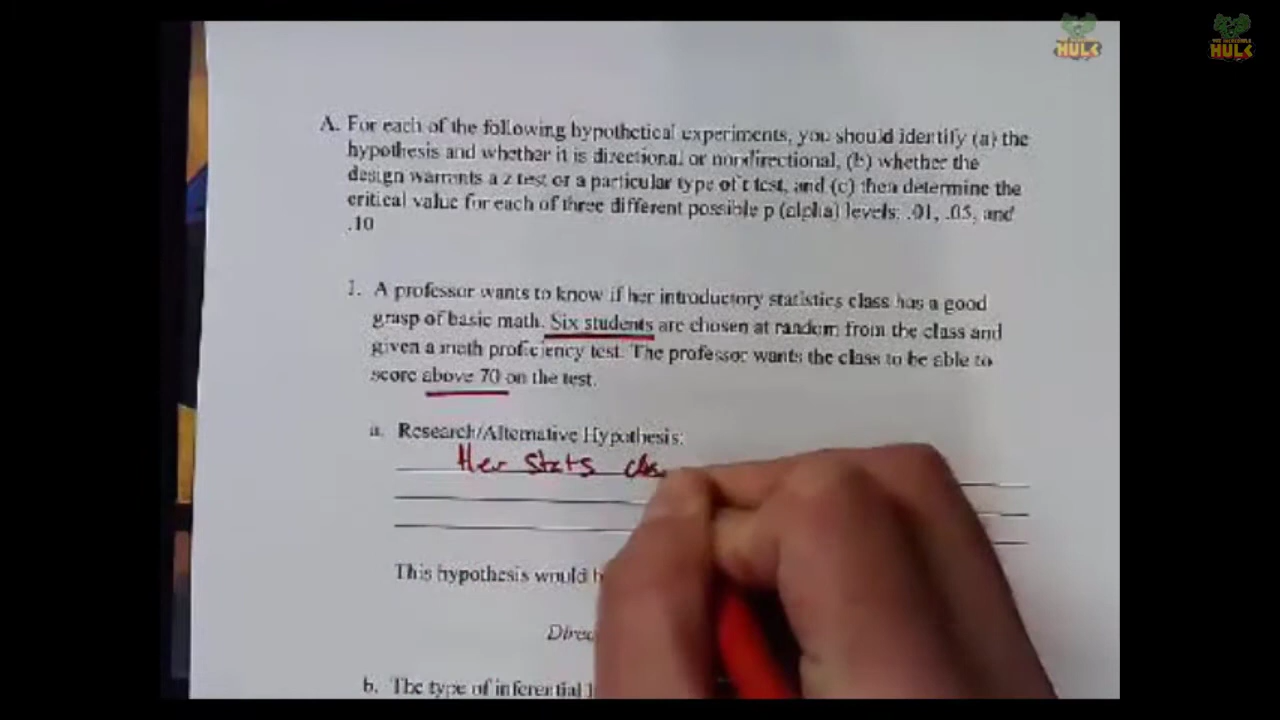 HULK HULK
A. For each of the following hypothetical experiments, you should identify (a) the
hypothesis and whether it is directional or nondirectional, (b) whether the
design warrants a z test or a particular type of t test, and (c) then determine the
critical value for each of three different possible p (alpha) levels: .01, .05, and
.10
1. A professor wants to know if her introductory statistics class has a good
grasp of basic math. Six students are chosen at random from the class and
given a math proficiency test. The professor wants the class to be able to
score above 70 on the test.
a. Research/Alternative Hypothesis:
Her stats
This hypothesis would
b. The type of inferential